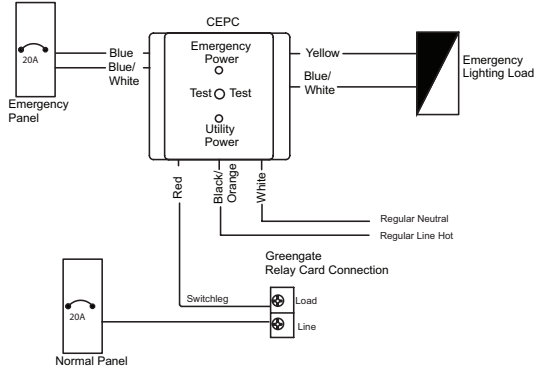 CEPC
Emergency
Power
Test Test
Utility
Power
20A
Emergency
Panel
Blue
Blue/
White
Yellow
Blue/
White
Emergency
Lighting Load
Red
Black/
Orange
White
Regular Neutral
Regular Line Hot
Greengate
Relay Card Connection
Switchleg
Load
Line
20A
Normal Panel